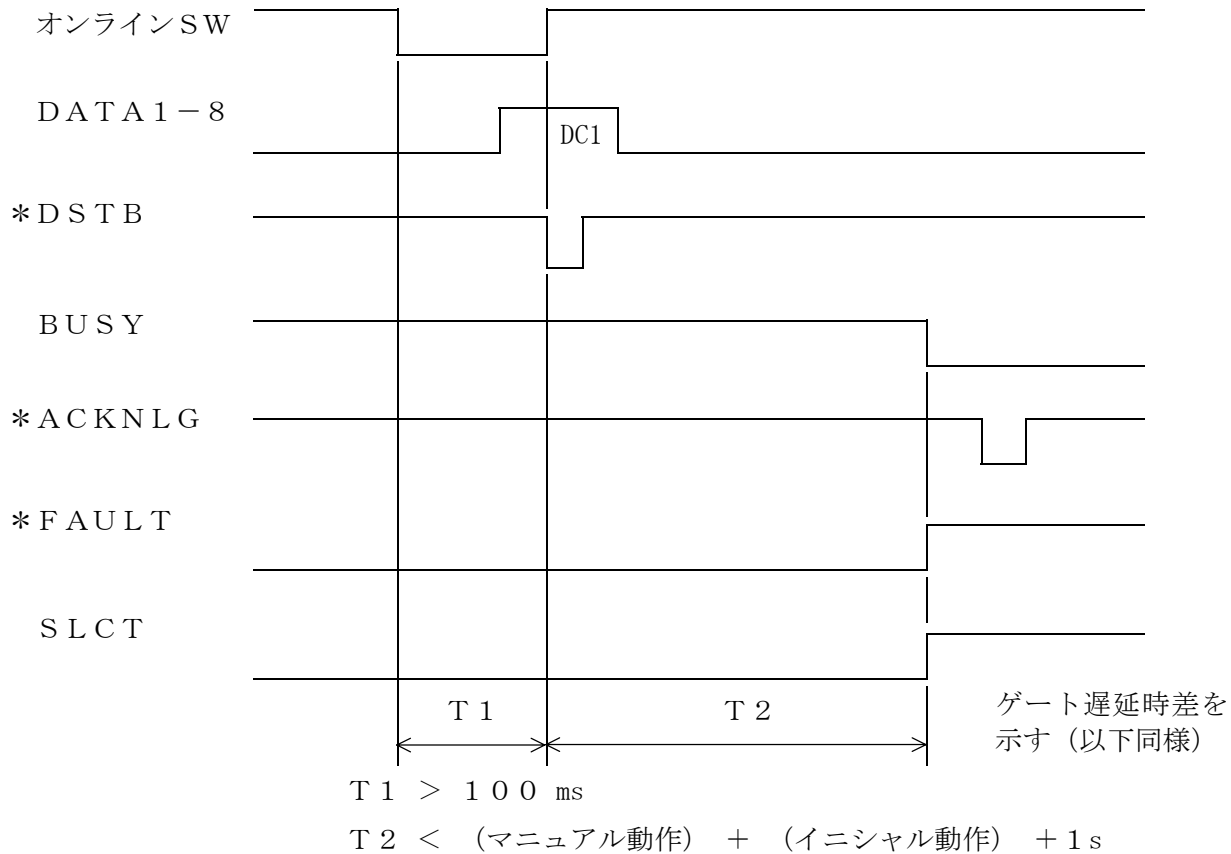 オンラインSW
DATA1-8
DC1
*DSTB
BUSY
*ACKNLG
*FAULT
SLCT
T1
T2
ゲート遅延時差を
示す(以下同様)
T1 > 100 ms
T2 < (マニュアル動作) + (イニシャル動作) +1s